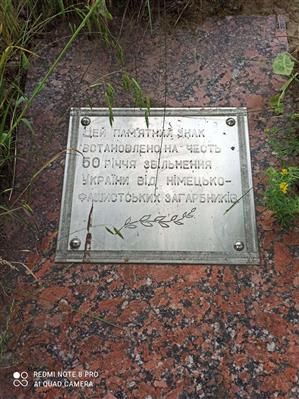 Цей пам'ятний знак
встановлено на честь
50 річчя звільнення
України від німецько-
фашистських загарбників
REDMI NOTE 8 PRO
AI QUAD CAMERA